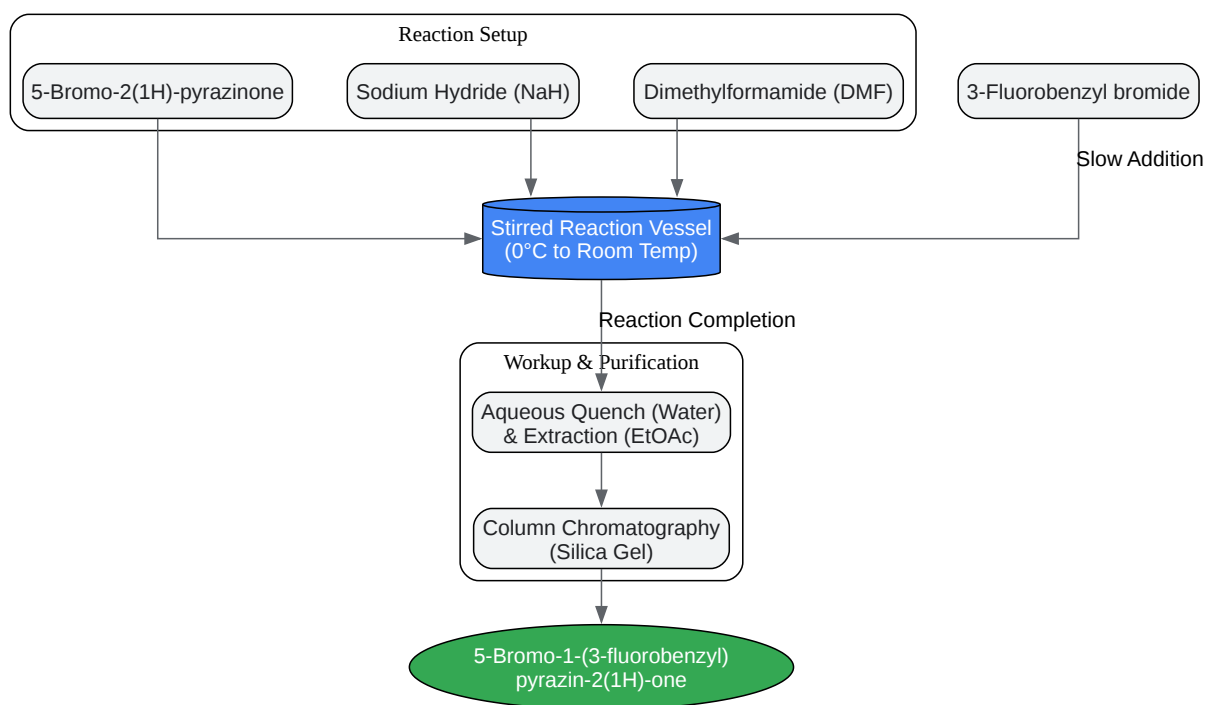 Reaction Setup
5-Bromo-2(1H)-pyrazinone
Sodium Hydride (NaH)
Dimethylformamide (DMF)
3-Fluorobenzyl bromide
Slow Addition
Stirred Reaction Vessel
(0°C to Room Temp)
Reaction Completion
Workup & Purification
Aqueous Quench (Water)
& Extraction (EtOAc)
Column Chromatography
(Silica Gel)
5-Bromo-1-(3-fluorobenzyl)
pyrazin-2(1H)-one